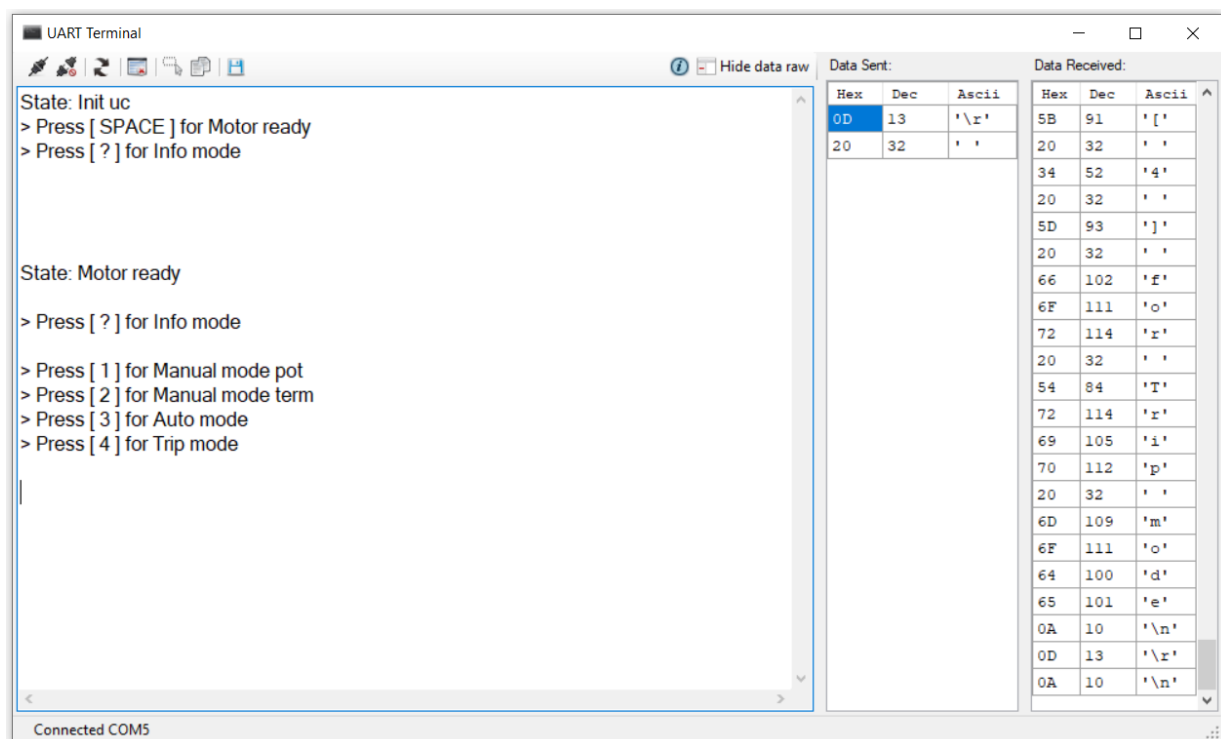 UART Terminal
Hide data raw
State: Init uc
> Press [ SPACE ] for Motor ready
> Press [ ? ] for Info mode
State: Motor ready
> Press [ ? ] for Info mode
> Press [ 1 ] for Manual mode pot
> Press [ 2 ] for Manual mode term
> Press [ 3 ] for Auto mode
> Press [ 4 ] for Trip mode
Data Sent:
Hex Dec Ascii
0D 13 '\r'
20 32 ' '
Data Received:
Hex Dec Ascii
5B 91 '['
20 32 ' '
34 52 '4'
20 32 ' '
5D 93 ']'
20 32 ' '
66 102 'f'
6F 111 'o'
72 114 'r'
20 32 ' '
54 84 'T'
72 114 'r'
69 105 'i'
70 112 'p'
20 32 ' '
6D 109 'm'
6F 111 'o'
64 100 'd'
65 101 'e'
0A 10 '\n'
0D 13 '\r'
0A 10 '\n'
Connected COM5